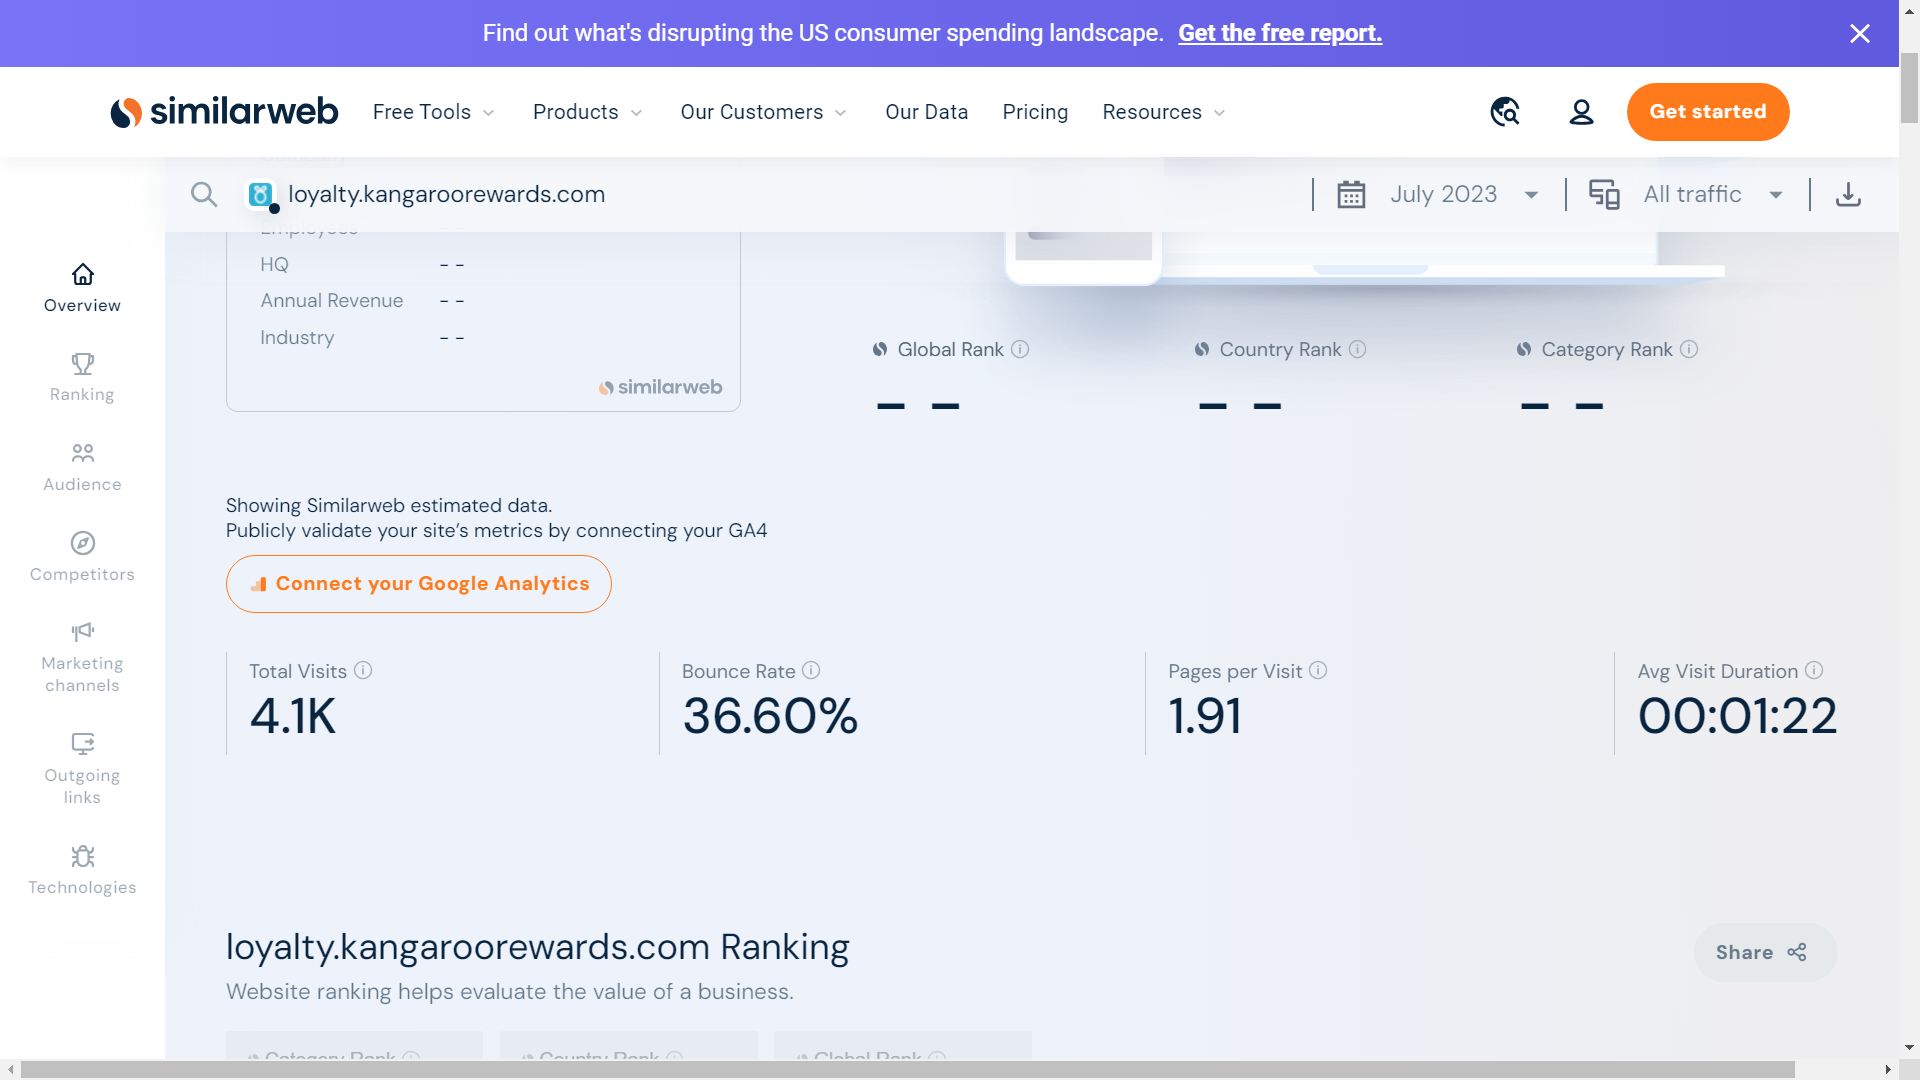 Find out what's disrupting the US consumer spending landscape. Get the free report.
similarweb Free Tools Products Our Customers Our Data Pricing Resources Get started
loyalty.kangaroorewards.com July 2023 All traffic
Employees - -
HQ - -
Annual Revenue - -
Industry - -
similarweb
Global Rank Country Rank Category Rank
- - - - - -
Overview
Ranking
Audience
Competitors
Marketing
channels
Outgoing
links
Technologies
Showing Similarweb estimated data.
Publicly validate your site’s metrics by connecting your GA4
Connect your Google Analytics
Total Visits Bounce Rate Pages per Visit Avg Visit Duration
4.1K 36.60% 1.91 00:01:22
loyalty.kangaroorewards.com Ranking
Share
Website ranking helps evaluate the value of a business.
Category Rank Country Rank Global Rank